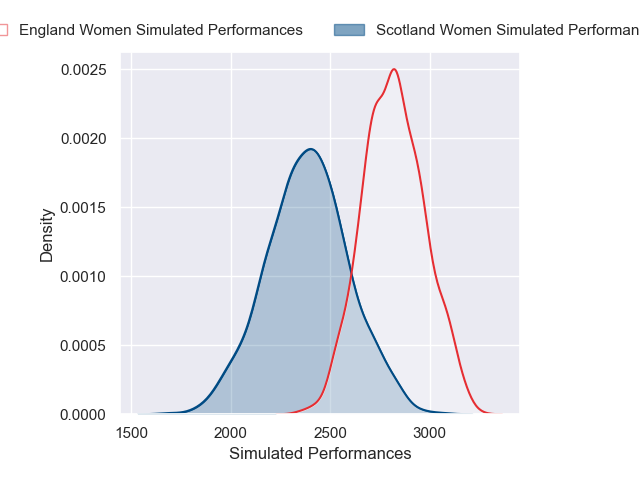 England Women Simulated Performances Scotland Women Simulated Performan
0.0025
0.0020
0.0015
0.0010
0.0005
0.0000
Density
1500 2000 2500 3000
Simulated Performances